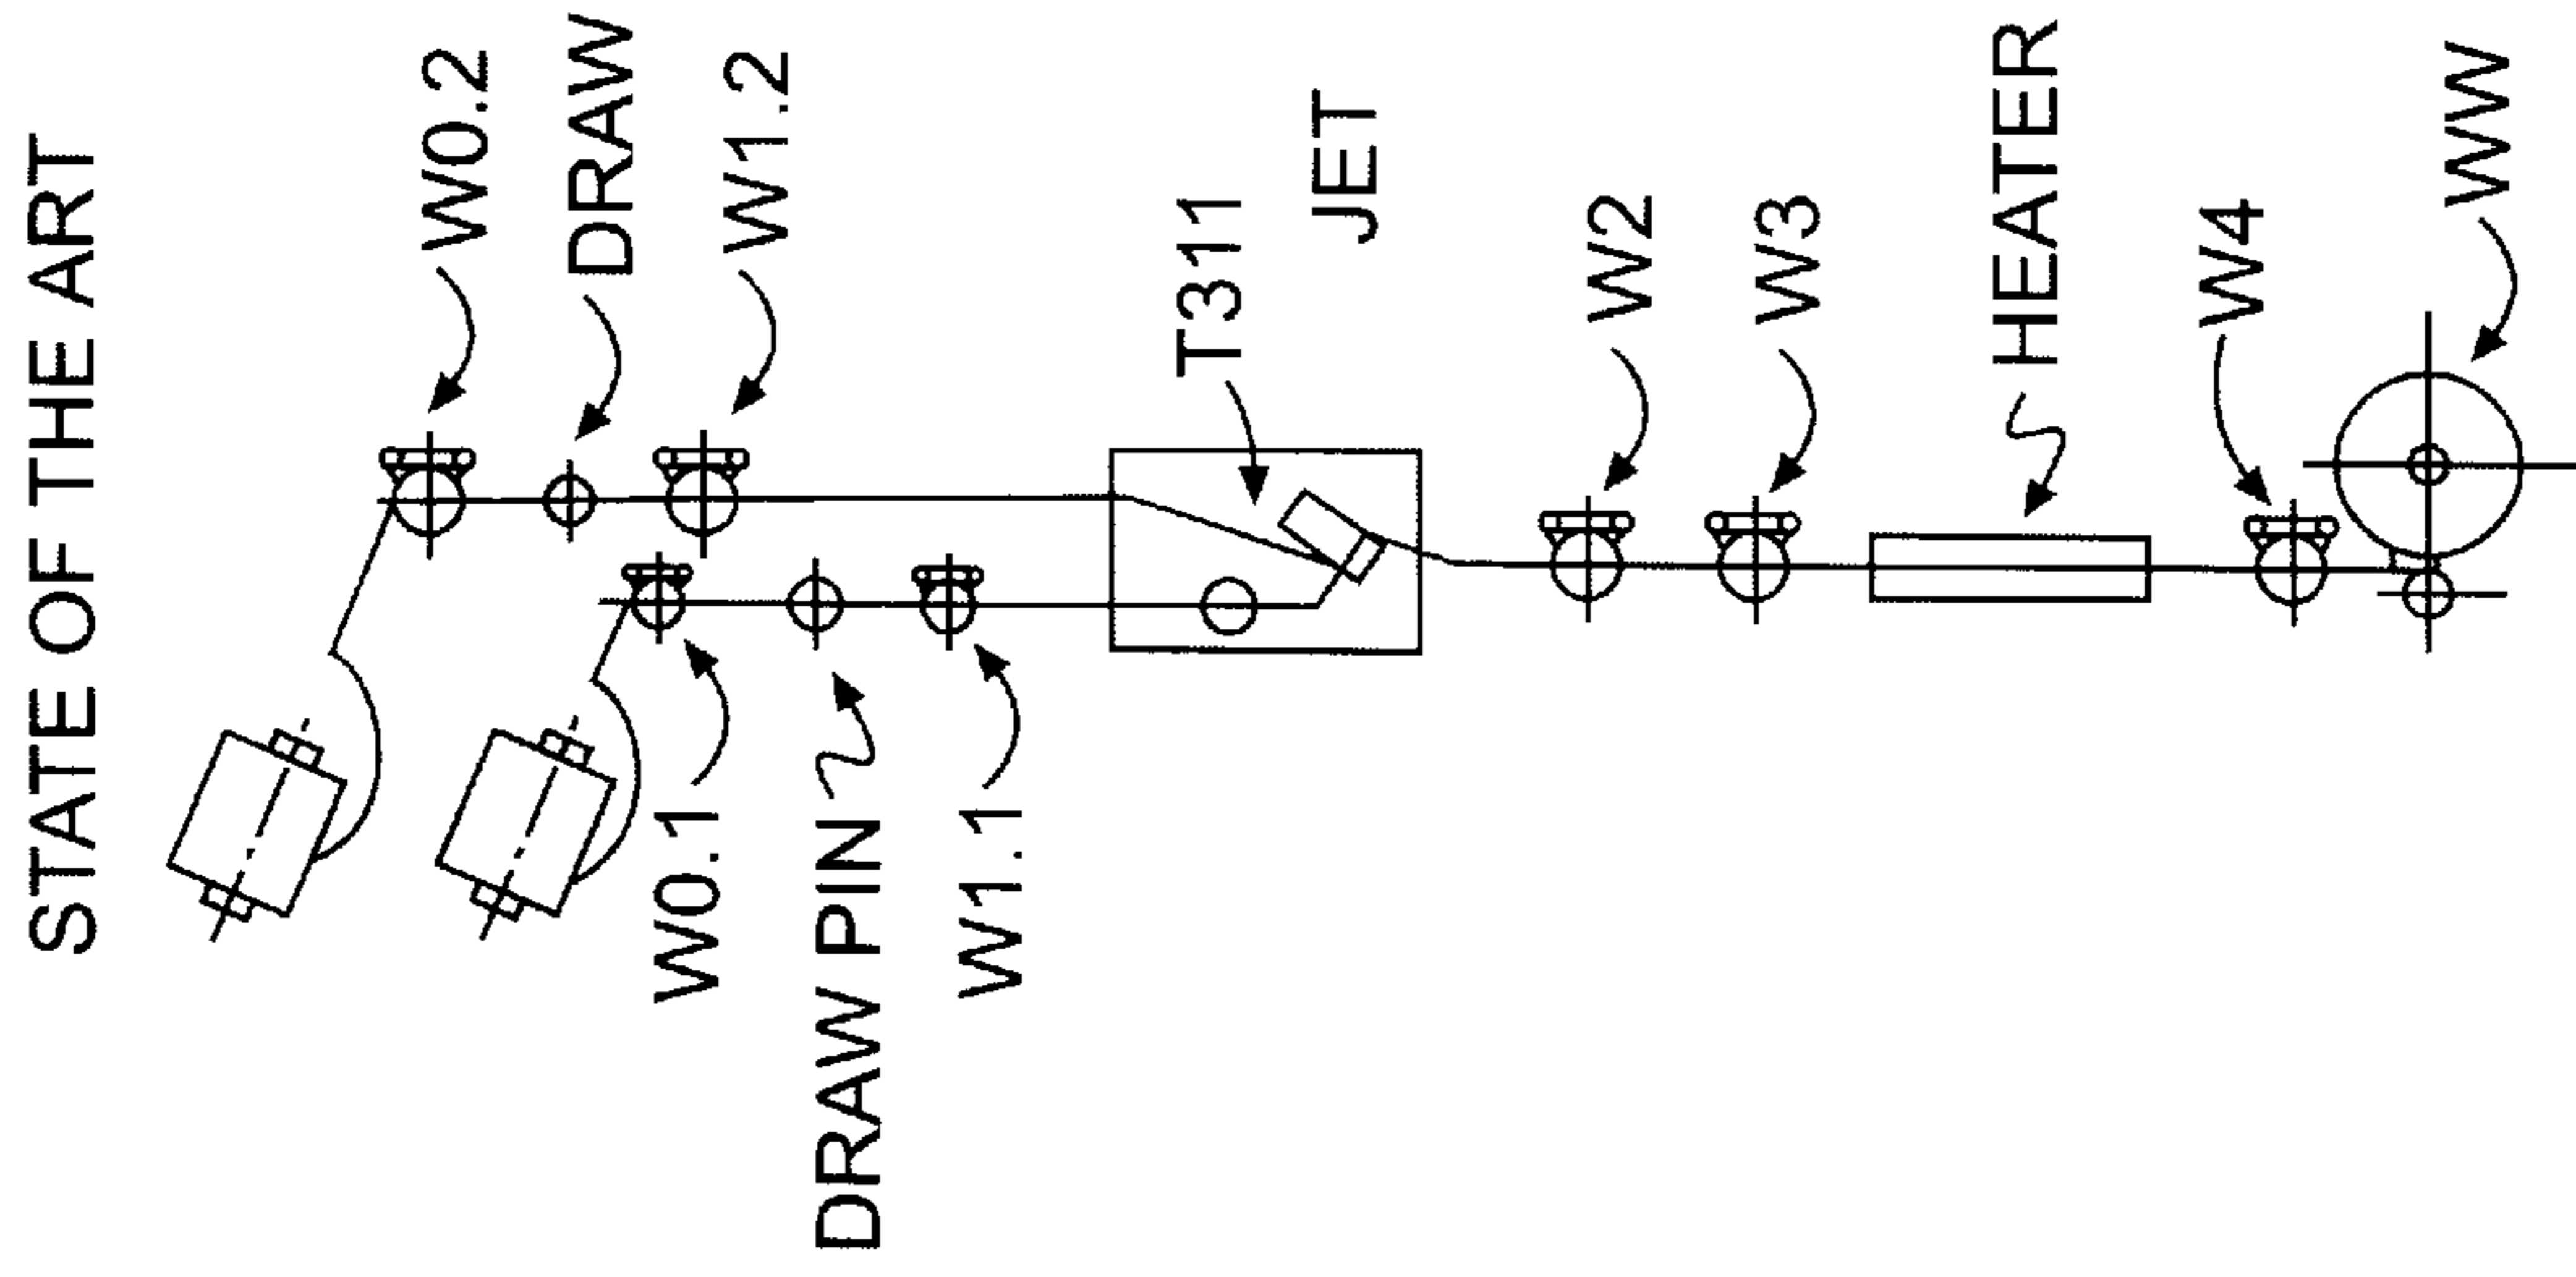 STATE OF THE ART
W0.2
DRAW
W1.2
W0.1
DRAW PIN
W1.1
T311
JET
W2
W3
HEATER
W4
WW